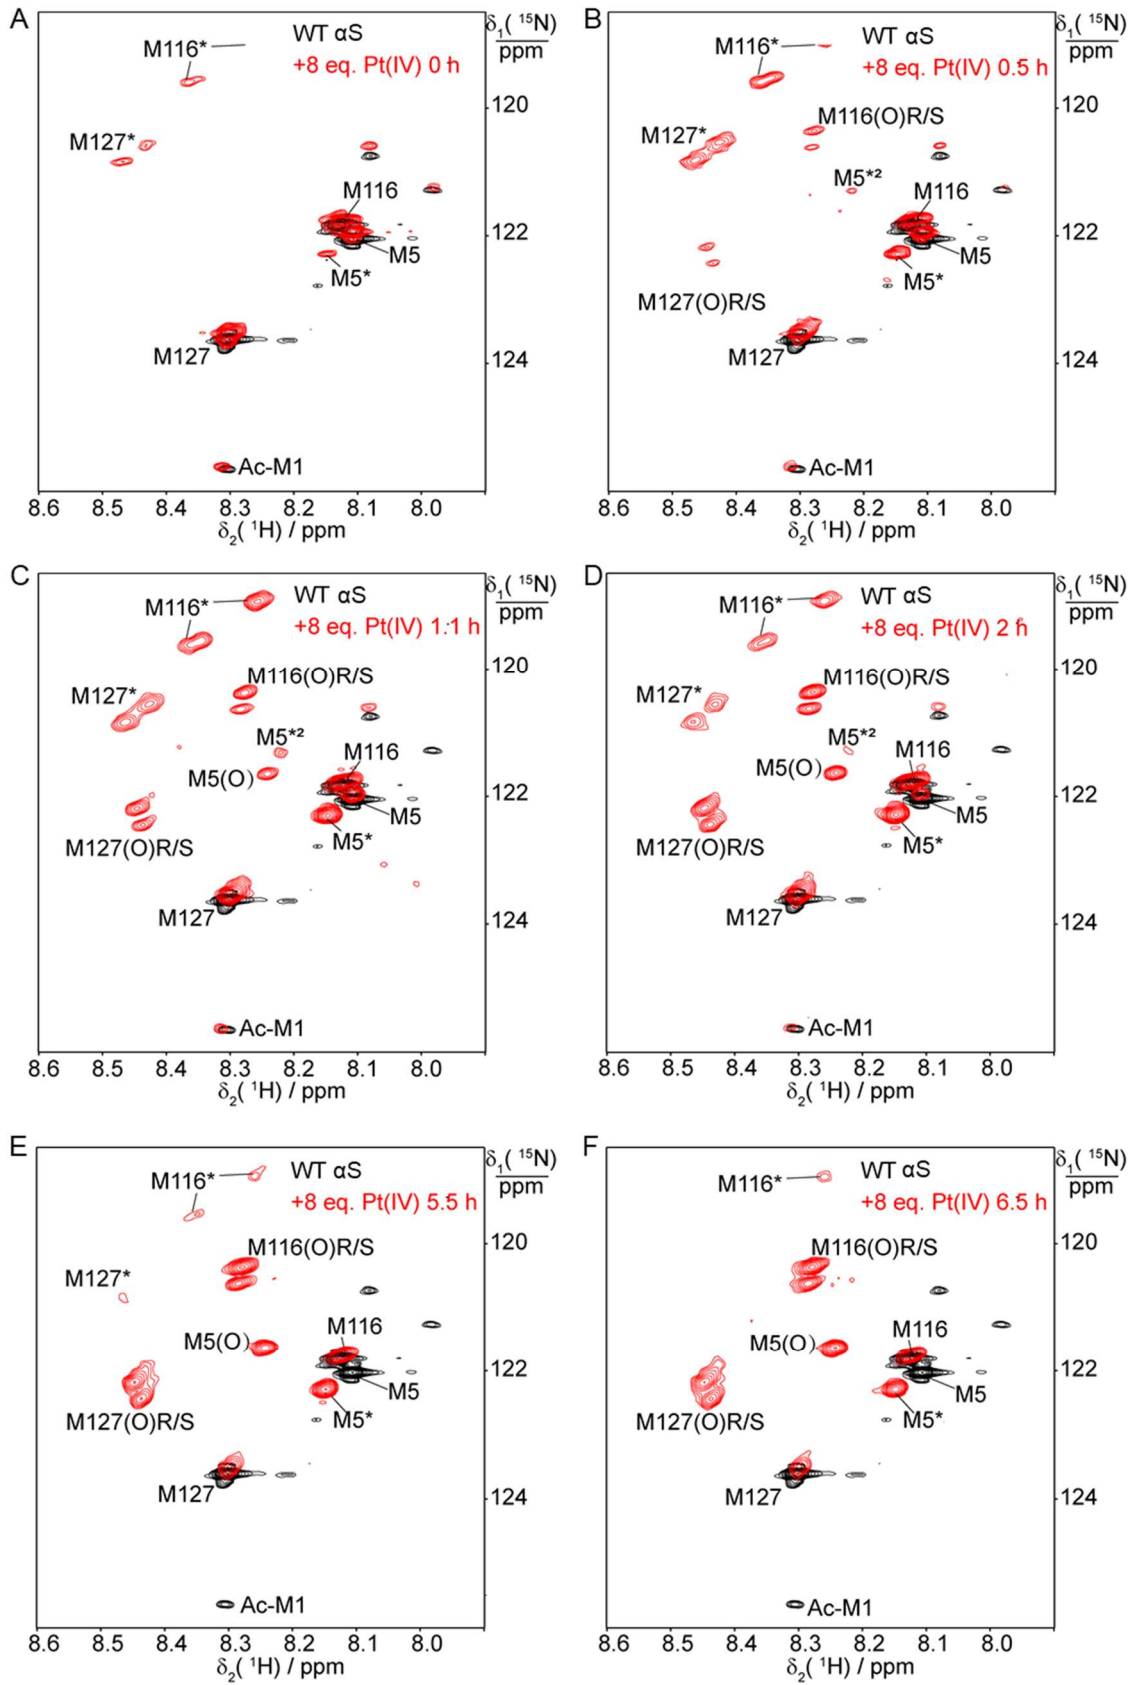 A
δ1( 15N)
ppm
M116*
WT αS
+8 eq. Pt(IV) 0 h
120
M127*
M116
122
M5
M5*
M127
124
Ac-M1
8.6 8.5 8.4 8.3 8.2 8.1 8.0
δ2( 1H) / ppm
B
δ1( 15N)
ppm
M116*
WT αS
+8 eq. Pt(IV) 0.5 h
120
M116(O)R/S
M127*
M5*²
M116
122
M5
M5*
M127(O)R/S
M127
124
Ac-M1
8.6 8.5 8.4 8.3 8.2 8.1 8.0
δ2( 1H) / ppm
C
δ1( 15N)
ppm
M116*
WT αS
+8 eq. Pt(IV) 1.1 h
120
M116(O)R/S
M127*
M5*²
M116
M5(O)
122
M5
M5*
M127(O)R/S
M127
124
Ac-M1
8.6 8.5 8.4 8.3 8.2 8.1 8.0
δ2( 1H) / ppm
D
δ1( 15N)
ppm
M116*
WT αS
+8 eq. Pt(IV) 2 h
120
M116(O)R/S
M127*
M5*²
M116
M5(O)
122
M5
M5*
M127(O)R/S
M127
124
Ac-M1
8.6 8.5 8.4 8.3 8.2 8.1 8.0
δ2( 1H) / ppm
E
δ1( 15N)
ppm
M116*
WT αS
+8 eq. Pt(IV) 5.5 h
120
M116(O)R/S
M127*
M5(O)
M116
122
M5
M5*
M127(O)R/S
M127
124
Ac-M1
8.6 8.5 8.4 8.3 8.2 8.1 8.0
δ2( 1H) / ppm
F
δ1( 15N)
ppm
M116*
WT αS
+8 eq. Pt(IV) 6.5 h
120
M116(O)R/S
M5(O)
M116
122
M5
M5*
M127(O)R/S
M127
124
Ac-M1
8.6 8.5 8.4 8.3 8.2 8.1 8.0
δ2( 1H) / ppm